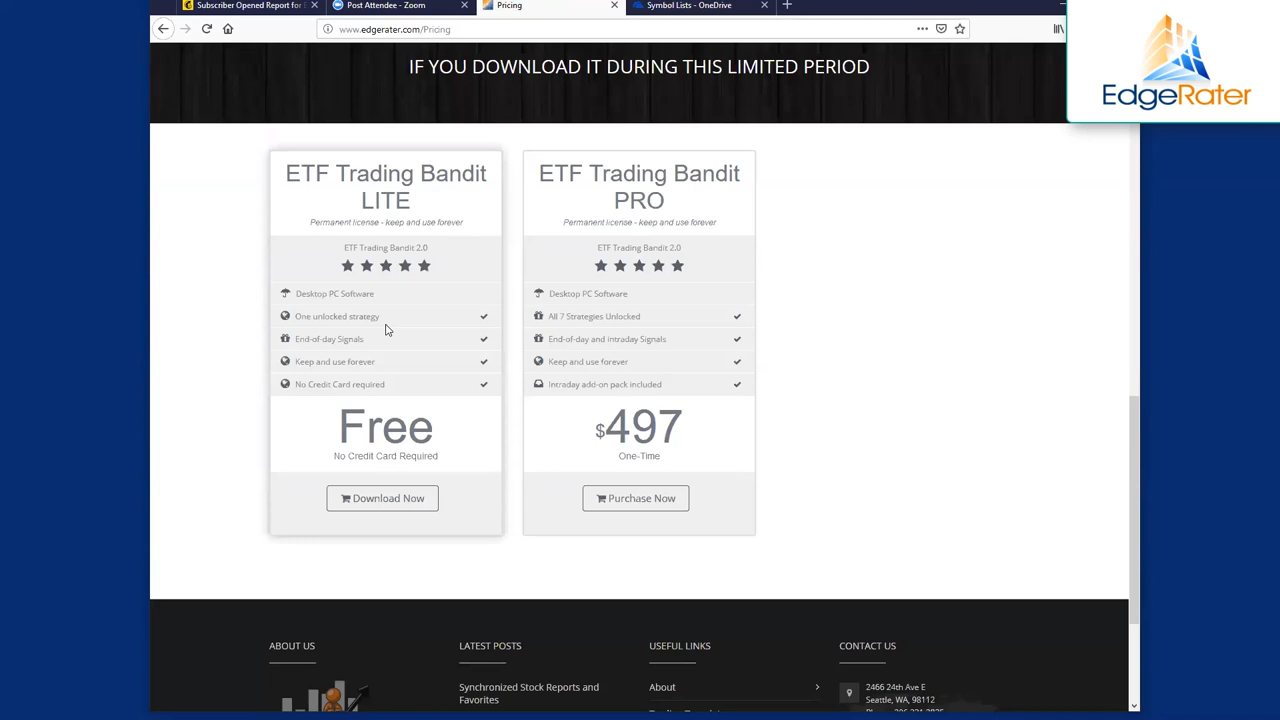 Subscriber Opened Report for E
Post Attendee - Zoom
Pricing
Symbol Lists - OneDrive
www.edgerater.com/Pricing
EdgeRater
IF YOU DOWNLOAD IT DURING THIS LIMITED PERIOD
ETF Trading Bandit
LITE
Permanent license - keep and use forever
ETF Trading Bandit 2.0
Desktop PC Software
One unlocked strategy
End-of-day Signals
Keep and use forever
No Credit Card required
Free
No Credit Card Required
Download Now
ETF Trading Bandit
PRO
Permanent license - keep and use forever
ETF Trading Bandit 2.0
Desktop PC Software
All 7 Strategies Unlocked
End-of-day and intraday Signals
Keep and use forever
Intraday add-on pack included
$497
One-Time
Purchase Now
ABOUT US
LATEST POSTS
Synchronized Stock Reports and
Favorites
USEFUL LINKS
About
CONTACT US
2466 24th Ave E
Seattle, WA, 98112